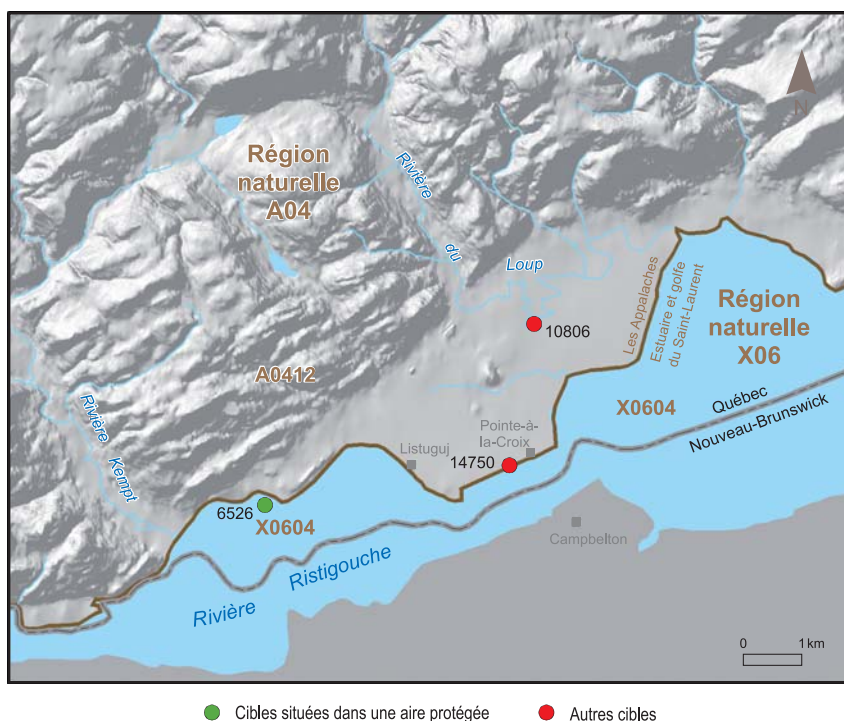 N
Région
naturelle
A04
Rivière
du
Loup
10806
Les Appalaches
Estuaire et golfe
du Saint-Laurent
Région
naturelle
X06
A0412
X0604
Québec
Nouveau-Brunswick
Rivière
Kempt
Listuguj
Pointe-à-
la-Croix
14750
6526
X0604
Campbelton
Rivière
Ristigouche
0
1 km
Cibles situées dans une aire protégée
Autres cibles